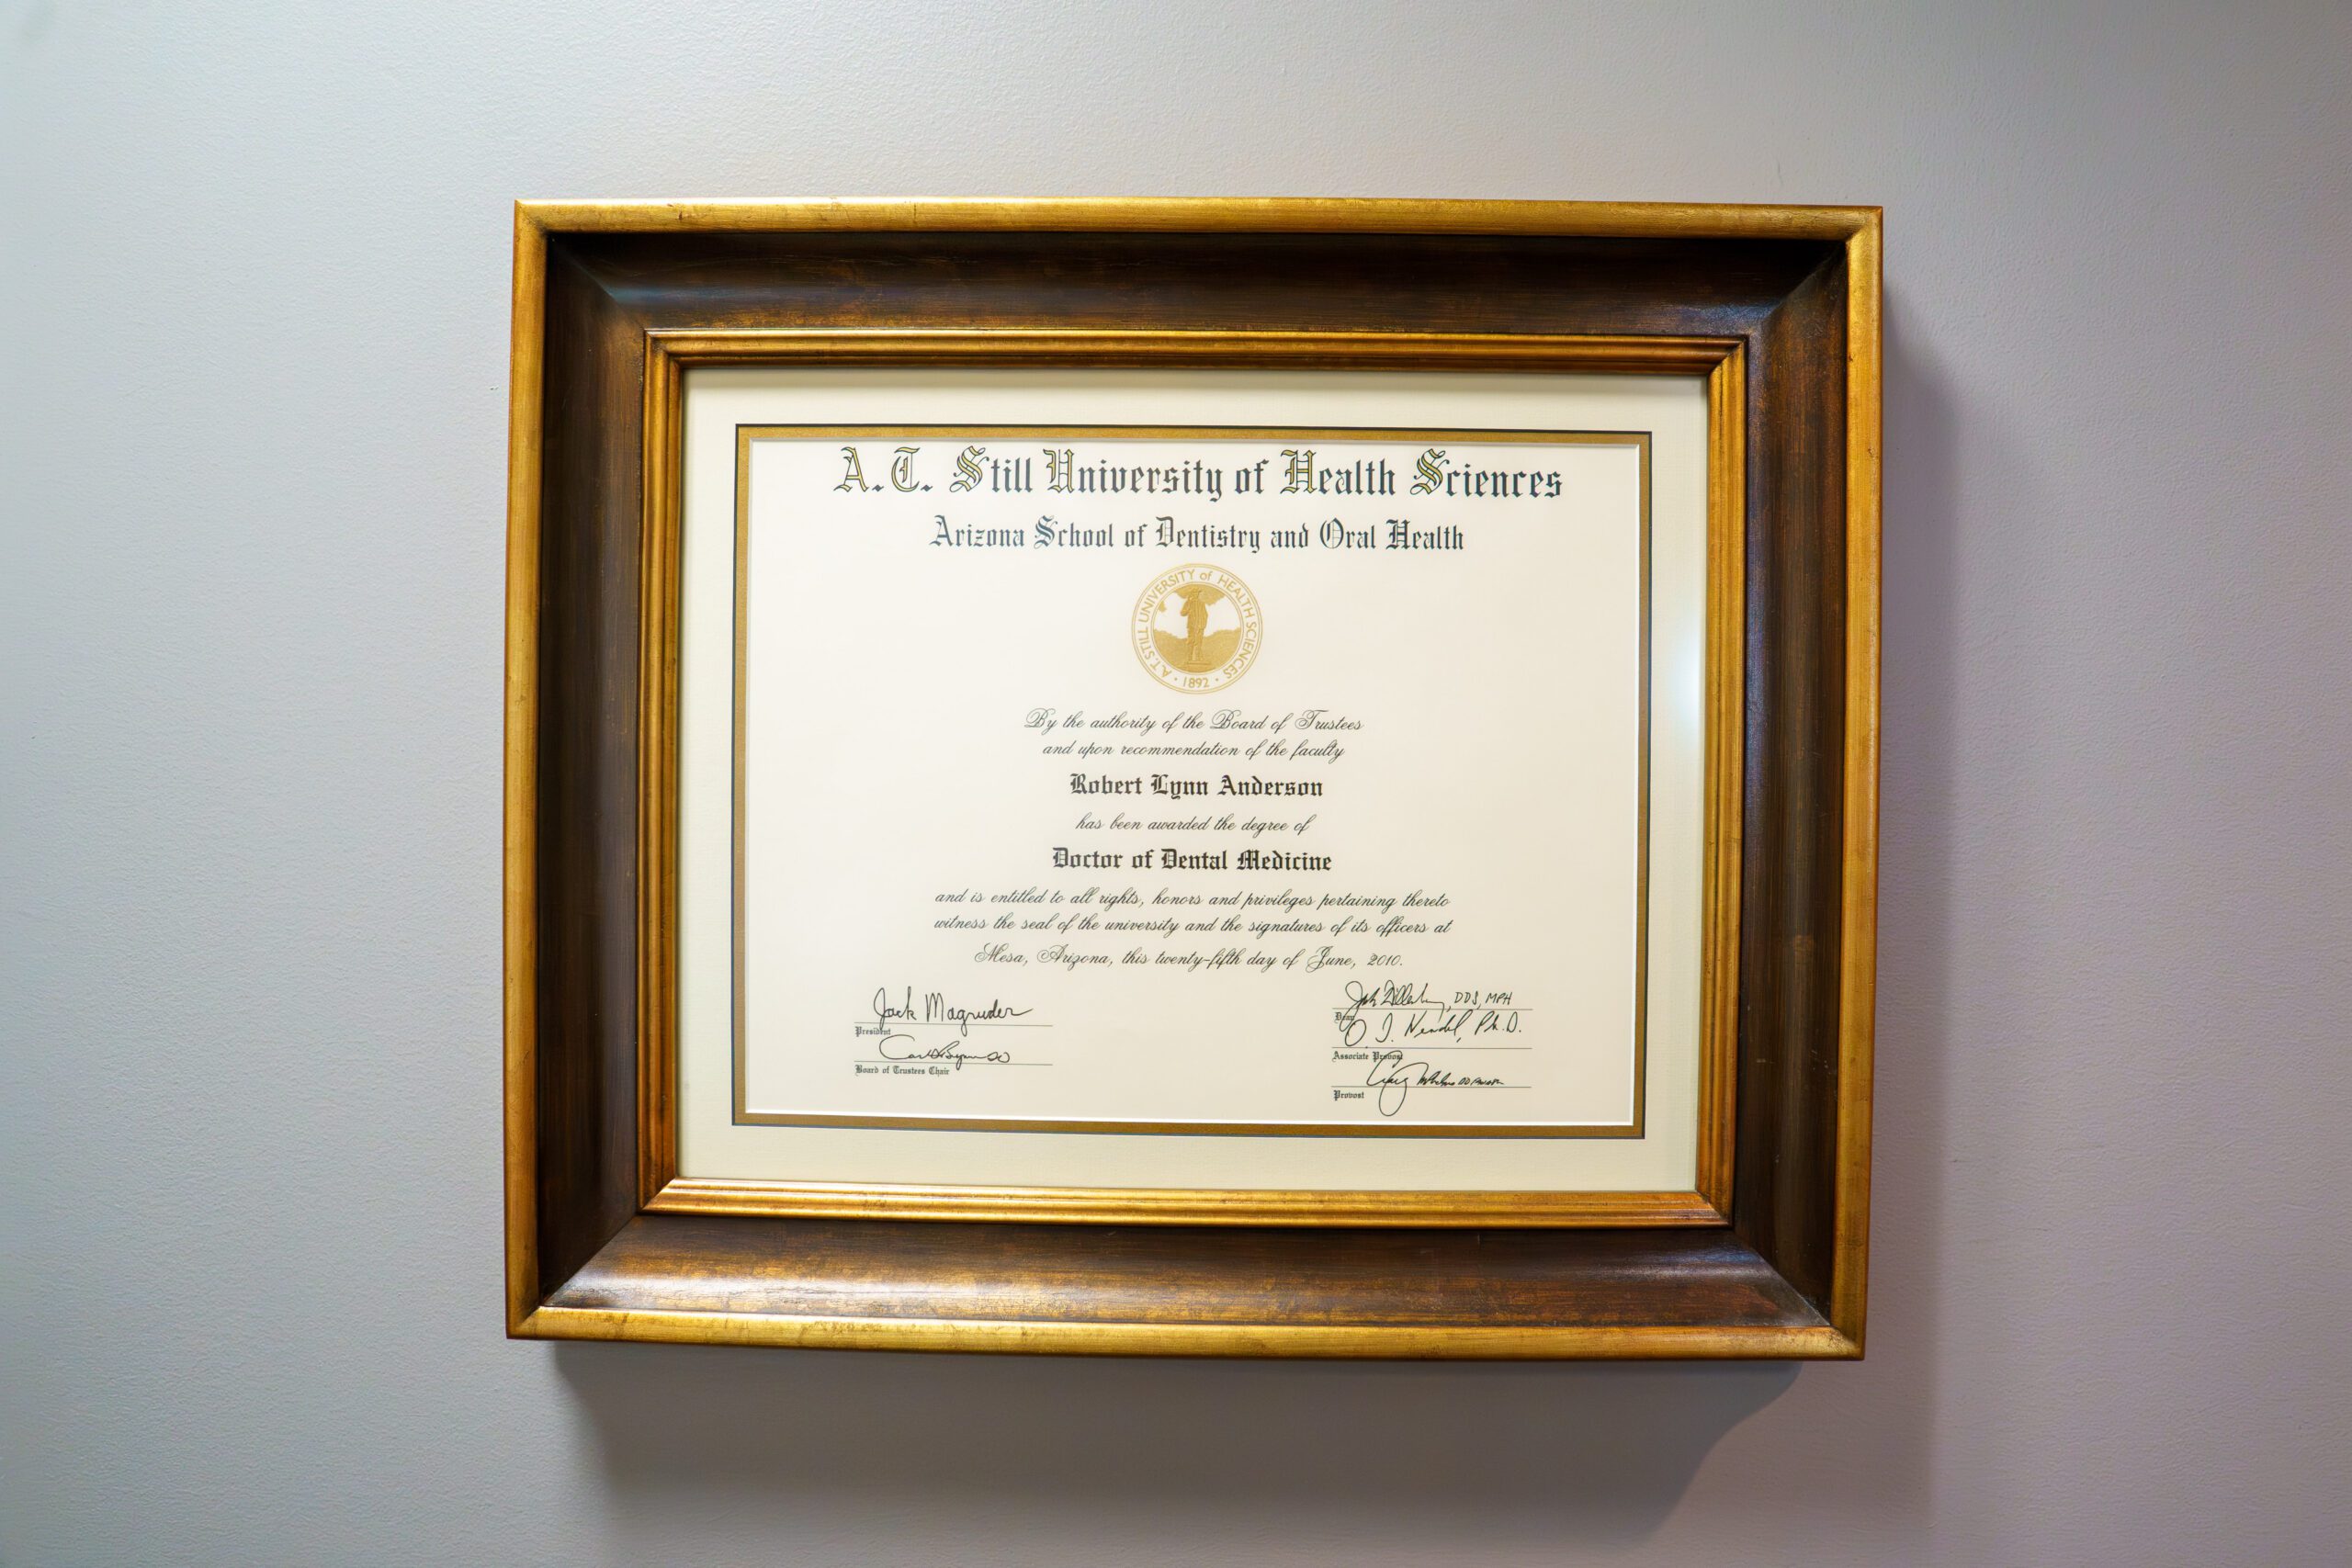 A.T. Still University of Health Sciences
Arizona School of Dentistry and Oral Health
A.T. STILL UNIVERSITY of HEALTH SCIENCES
• 1892 •
By the authority of the Board of Trustees
and upon recommendation of the faculty
Robert Lynn Anderson
has been awarded the degree of
Doctor of Dental Medicine
and is entitled to all rights, honors and privileges pertaining thereto
witness the seal of the university and the signatures of its officers at
Mesa, Arizona, this twenty-fifth day of June, 2010.
Jack Magruder
President
Board of Trustees Chair
DDS, MPH
Dean
Ph.D.
Associate Provost
Craig
Provost